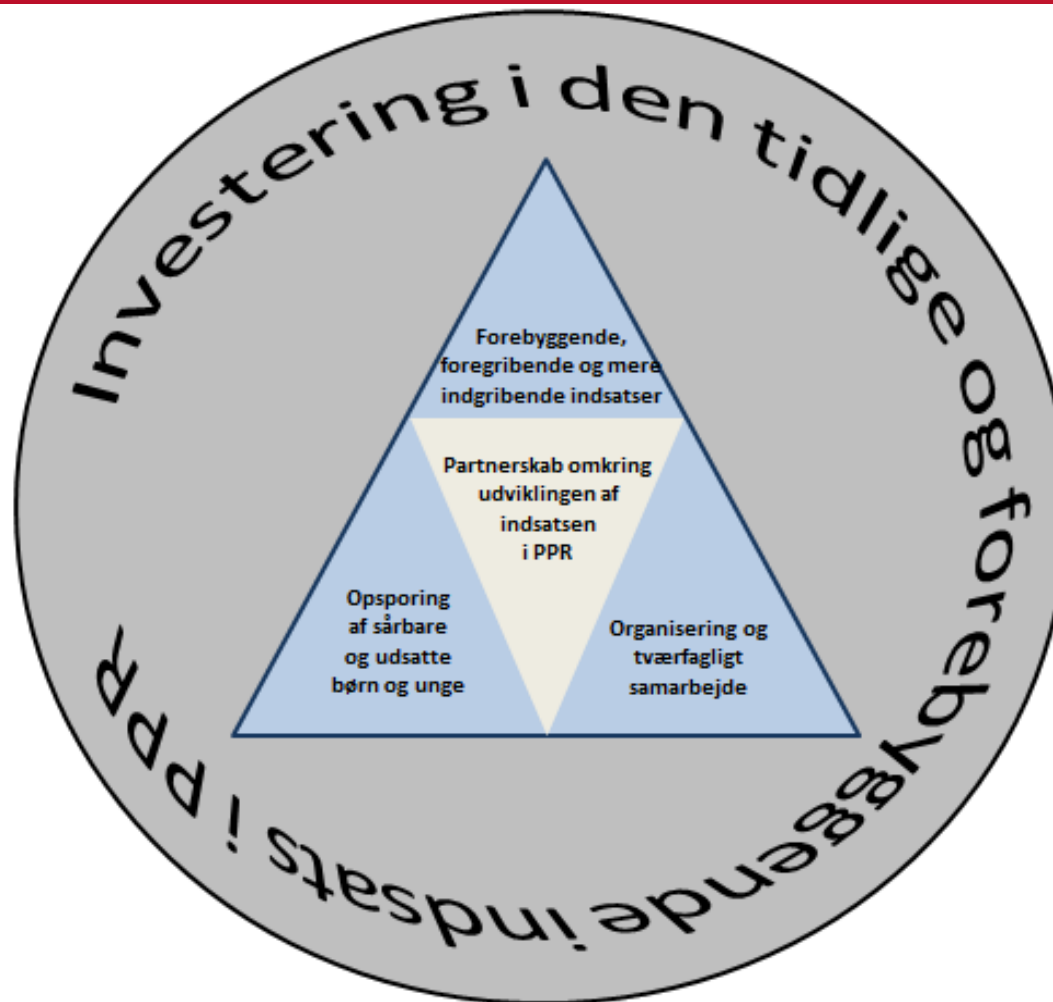 Investering i den tidlige og forebyggende indsats i PPR
Forebyggende,
foregribende og mere
indgribende indsatser
Partnerskab omkring
udviklingen af
indsatsen
i PPR
Opsporing
af sårbare
og udsatte
børn og unge
Organisering og
tværfagligt
samarbejde